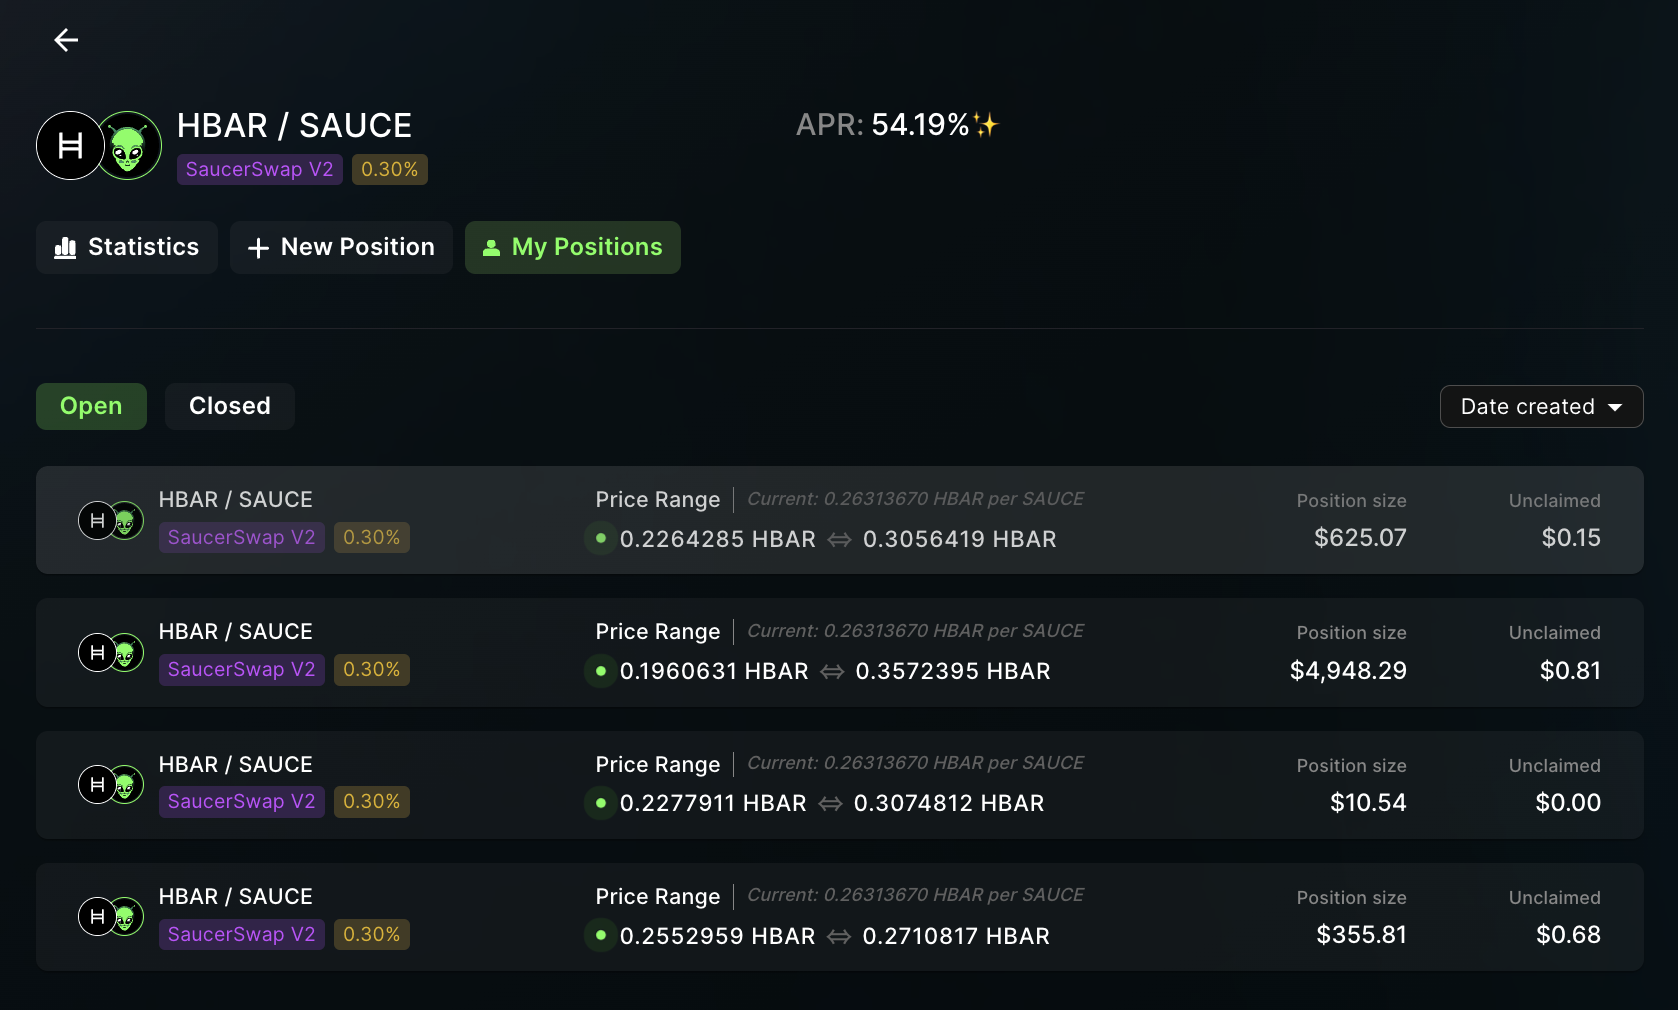 HBAR / SAUCE
SaucerSwap V2 0.30%
APR: 54.19%✨
Statistics
New Position
My Positions
Open
Closed
Date created
HBAR / SAUCE
SaucerSwap V2 0.30%
Price Range Current: 0.26313670 HBAR per SAUCE
0.2264285 HBAR ⇔ 0.3056419 HBAR
Position size
$625.07
Unclaimed
$0.15
HBAR / SAUCE
SaucerSwap V2 0.30%
Price Range Current: 0.26313670 HBAR per SAUCE
0.1960631 HBAR ⇔ 0.3572395 HBAR
Position size
$4,948.29
Unclaimed
$0.81
HBAR / SAUCE
SaucerSwap V2 0.30%
Price Range Current: 0.26313670 HBAR per SAUCE
0.2277911 HBAR ⇔ 0.3074812 HBAR
Position size
$10.54
Unclaimed
$0.00
HBAR / SAUCE
SaucerSwap V2 0.30%
Price Range Current: 0.26313670 HBAR per SAUCE
0.2552959 HBAR ⇔ 0.2710817 HBAR
Position size
$355.81
Unclaimed
$0.68